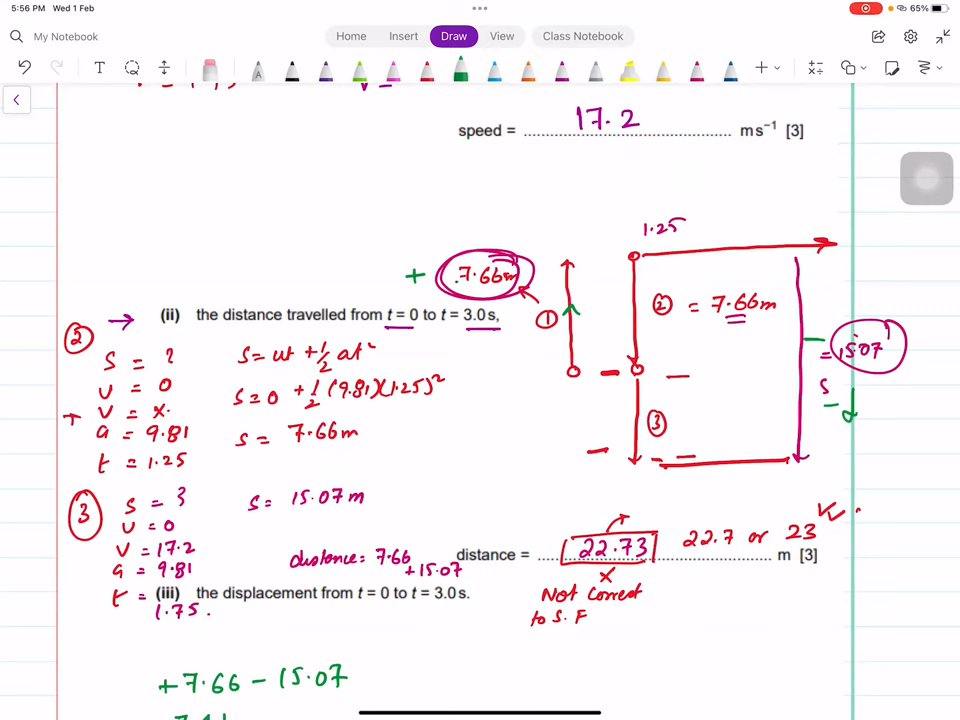 5:56 PM Wed 1 Feb
65%
My Notebook
Home Insert Draw View Class Notebook
speed = 17.2 m s⁻¹ [3]
1.25
+ 7.66m
①
② = 7.66m
(ii) the distance travelled from t = 0 to t = 3.0 s,
②
S = ?
u = 0
v = x.
a = 9.81
t = 1.25
S = ut + 1/2 at²
S = 0 + 1/2 (9.81)(1.25)²
S = 7.66m
= 15.07
S
③
③
S = ?
u = 0
v = 17.2
a = 9.81
t = 1.75.
S = 15.07m
distance = 7.66 + 15.07
distance = 22.73 m [3]
22.7 or 23
x
Not correct
to S.F
(iii) the displacement from t = 0 to t = 3.0 s.
+7.66 - 15.07